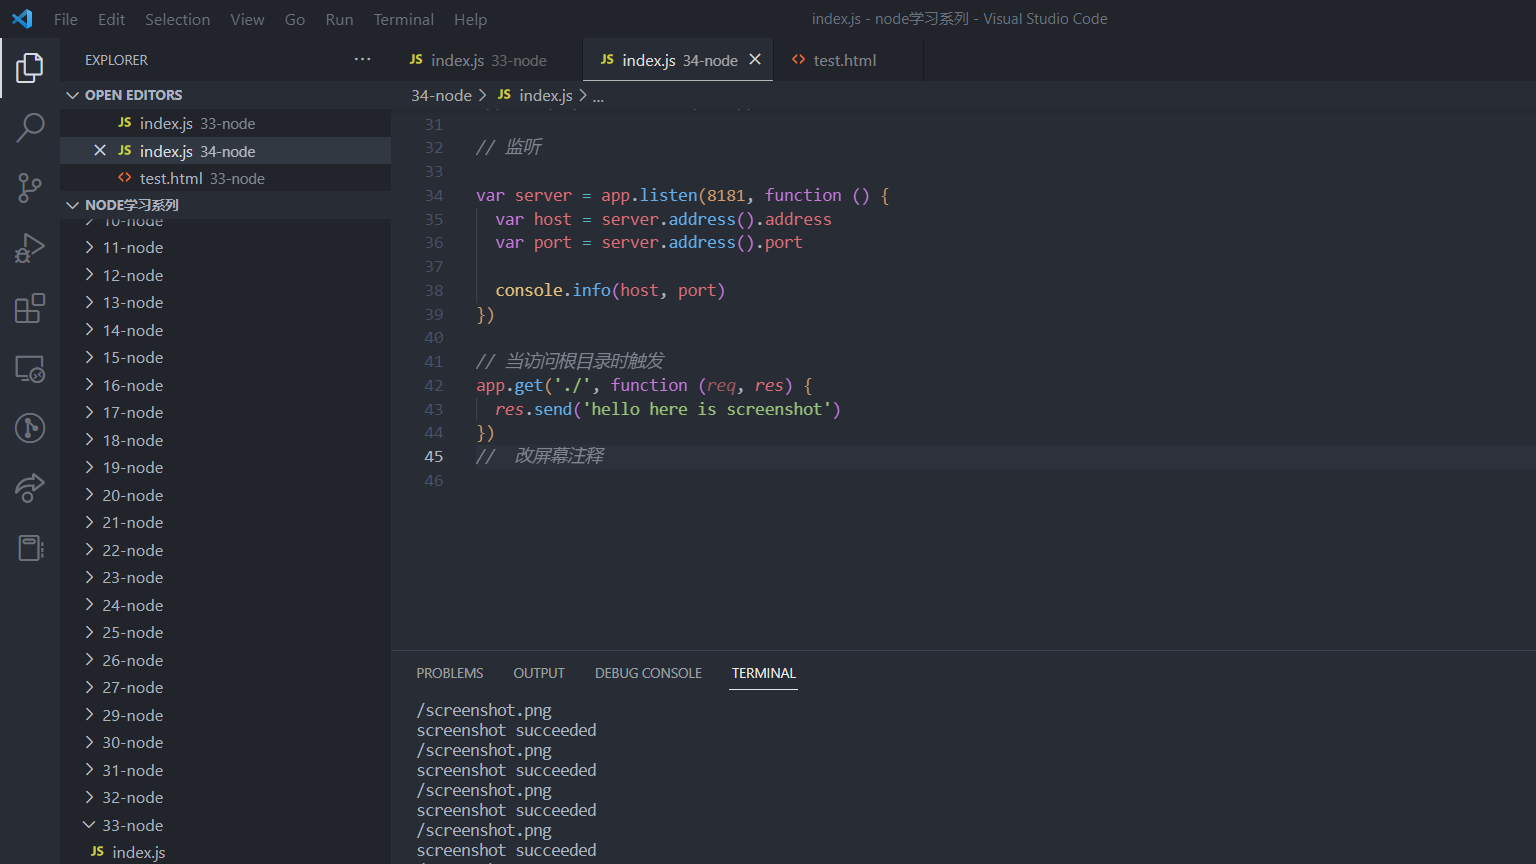 File Edit Selection View Go Run Terminal Help
index.js - node学习系列 - Visual Studio Code
EXPLORER ···
OPEN EDITORS
JS index.js 33-node
JS index.js 34-node
<> test.html 33-node
NODE学习系列
10-node
11-node
12-node
13-node
14-node
15-node
16-node
17-node
18-node
19-node
20-node
21-node
22-node
23-node
24-node
25-node
26-node
27-node
29-node
30-node
31-node
32-node
33-node
JS index.js
JS index.js 33-node
JS index.js 34-node
<> test.html
34-node > JS index.js > ...
31
32 // 监听
33
34 var server = app.listen(8181, function () {
35 var host = server.address().address
36 var port = server.address().port
37
38 console.info(host, port)
39 })
40
41 // 当访问根目录时触发
42 app.get('./', function (req, res) {
43 res.send('hello here is screenshot')
44 })
45 // 改屏幕注释
46
PROBLEMS OUTPUT DEBUG CONSOLE TERMINAL
/screenshot.png
screenshot succeeded
/screenshot.png
screenshot succeeded
/screenshot.png
screenshot succeeded
/screenshot.png
screenshot succeeded